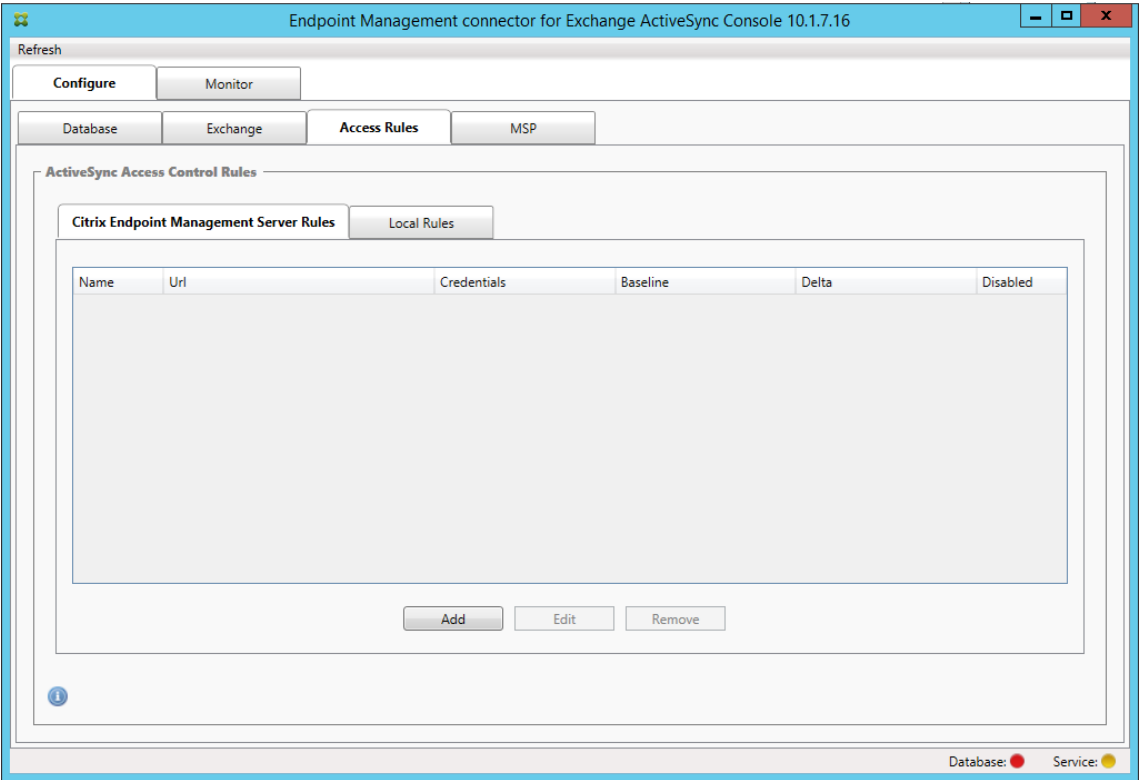 Endpoint Management connector for Exchange ActiveSync Console 10.1.7.16
Refresh
Configure Monitor
Database Exchange Access Rules MSP
ActiveSync Access Control Rules
Citrix Endpoint Management Server Rules Local Rules
Name Url Credentials Baseline Delta Disabled
Add Edit Remove
Database: Service: